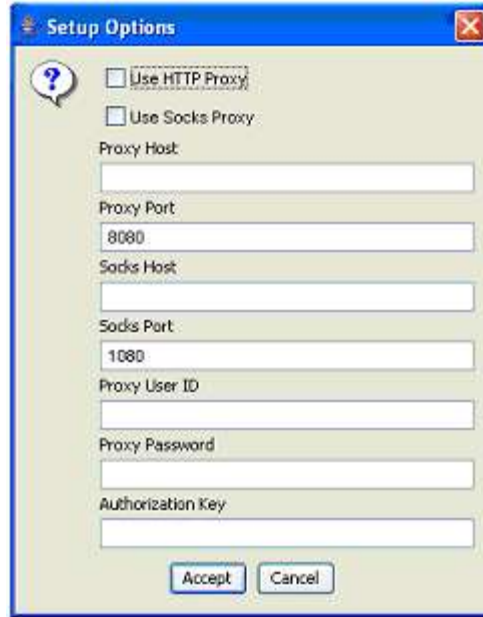 Setup Options
Use HTTP Proxy
Use Socks Proxy
Proxy Host
Proxy Port
8080
Socks Host
Socks Port
1080
Proxy User ID
Proxy Password
Authorization Key
Accept Cancel